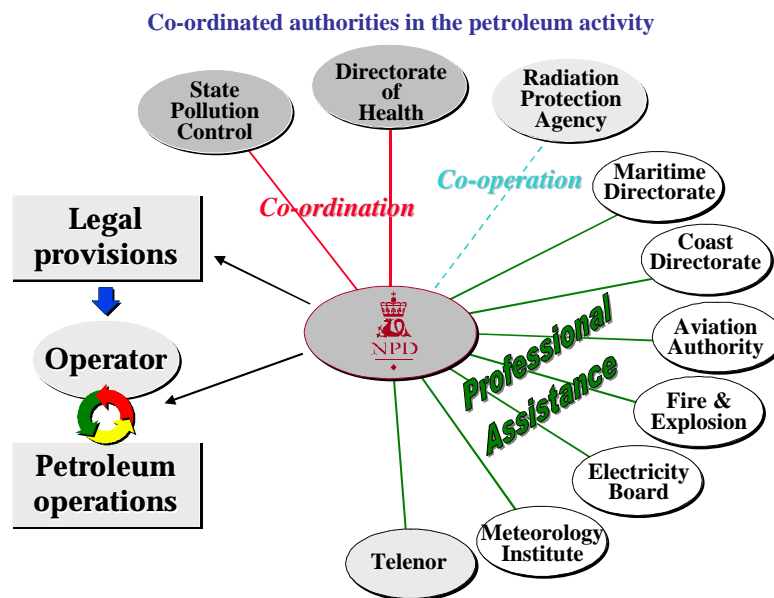 Co-ordinated authorities in the petroleum activity
State
Pollution
Control
Directorate
of
Health
Radiation
Protection
Agency
Co-ordination
Co-operation
Maritime
Directorate
Legal
provisions
Coast
Directorate
Operator
NPD
Professional
Assistance
Aviation
Authority
Fire &
Explosion
Petroleum
operations
Electricity
Board
Meteorology
Institute
Telenor